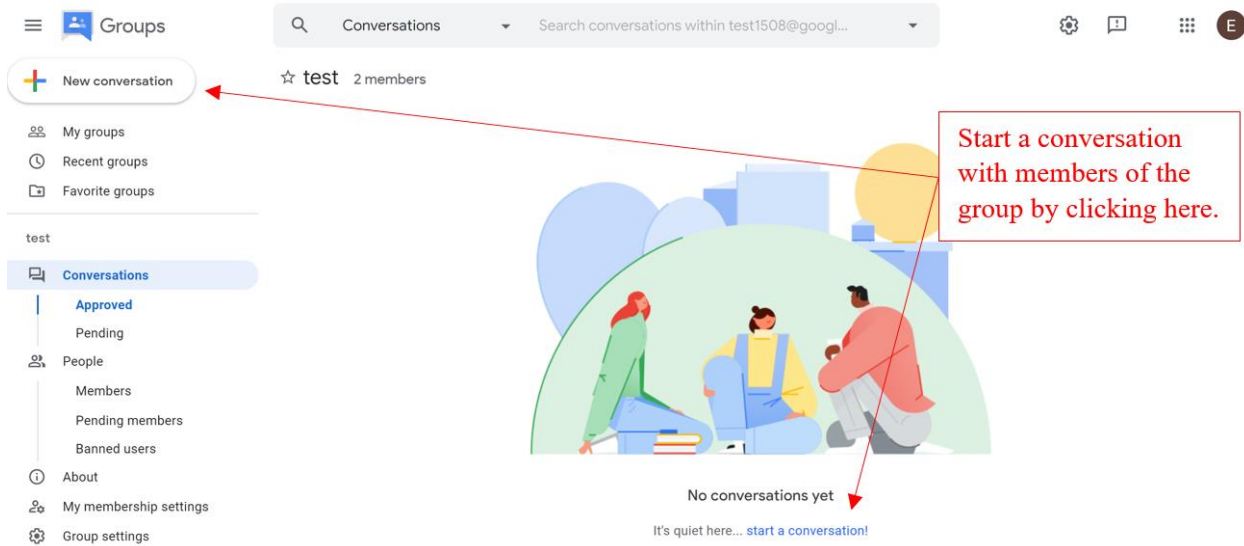 Groups
Conversations
Search conversations within test1508@googl...
E
New conversation
test 2 members
My groups
Recent groups
Favorite groups
Start a conversation
with members of the
group by clicking here.
test
Conversations
Approved
Pending
People
Members
Pending members
Banned users
About
My membership settings
Group settings
No conversations yet
It's quiet here... start a conversation!